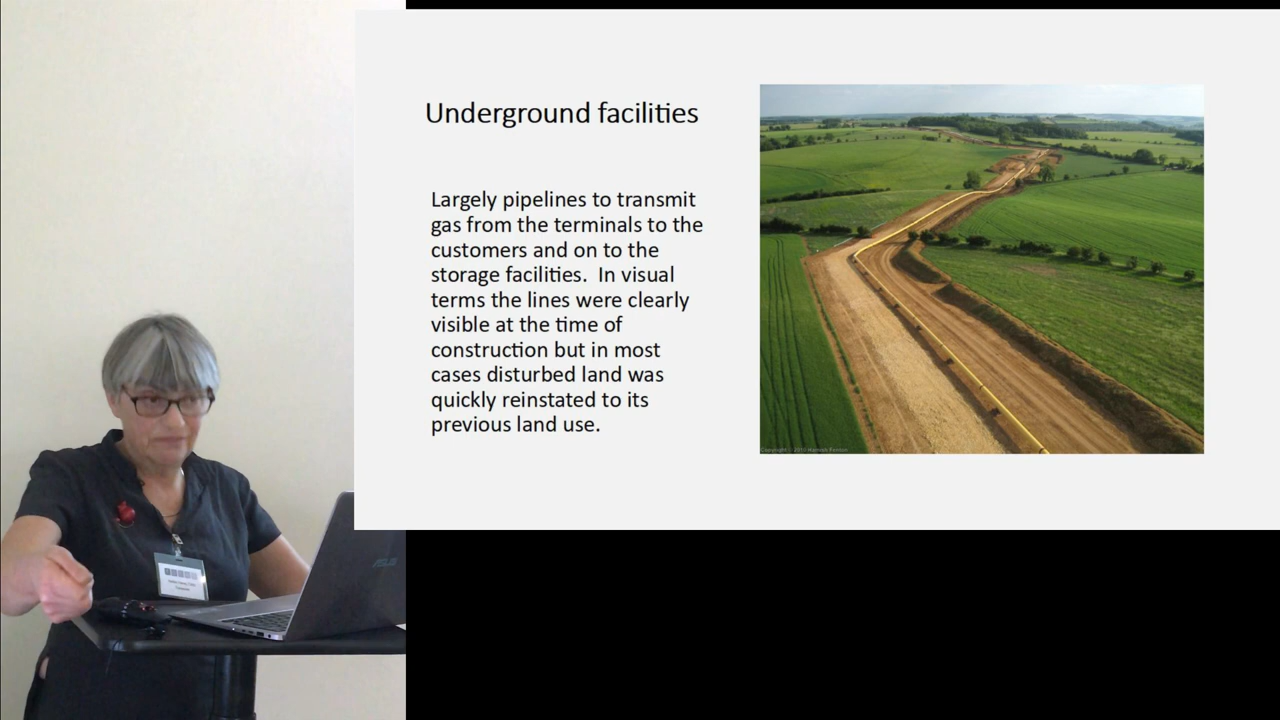 Underground facilities
Largely pipelines to transmit
gas from the terminals to the
customers and on to the
storage facilities.  In visual
terms the lines were clearly
visible at the time of
construction but in most
cases disturbed land was
quickly reinstated to its
previous land use.
ASUS